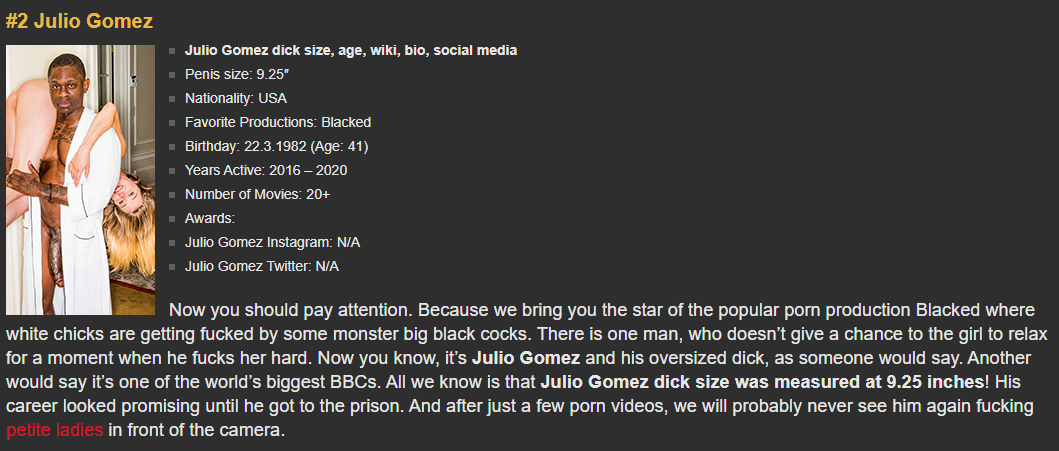 #2 Julio Gomez
Julio Gomez dick size, age, wiki, bio, social media
Penis size: 9.25″
Nationality: USA
Favorite Productions: Blacked
Birthday: 22.3.1982 (Age: 41)
Years Active: 2016 – 2020
Number of Movies: 20+
Awards:
Julio Gomez Instagram: N/A
Julio Gomez Twitter: N/A
Now you should pay attention. Because we bring you the star of the popular porn production Blacked where
white chicks are getting fucked by some monster big black cocks. There is one man, who doesn’t give a chance to the girl to relax
for a moment when he fucks her hard. Now you know, it’s Julio Gomez and his oversized dick, as someone would say. Another
would say it’s one of the world’s biggest BBCs. All we know is that Julio Gomez dick size was measured at 9.25 inches! His
career looked promising until he got to the prison. And after just a few porn videos, we will probably never see him again fucking
petite ladies in front of the camera.